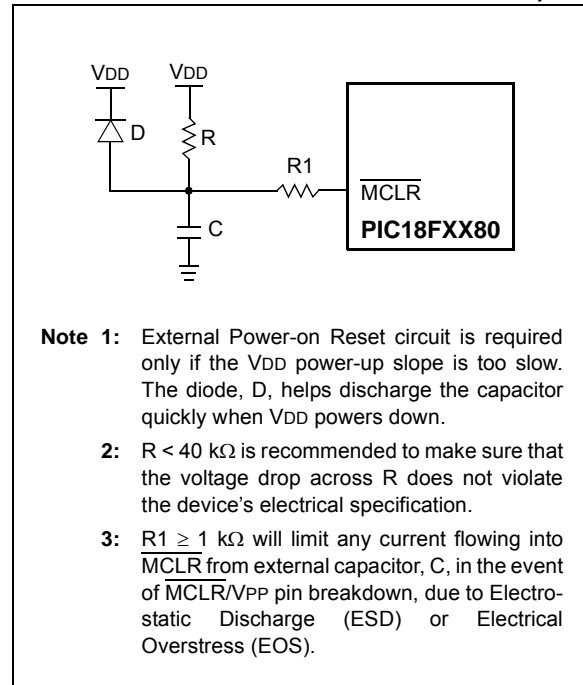 VDD VDD
D
R
R1
MCLR
C
PIC18FXX80
Note 1: External Power-on Reset circuit is required
only if the VDD power-up slope is too slow.
The diode, D, helps discharge the capacitor
quickly when VDD powers down.
2: R < 40 kΩ is recommended to make sure that
the voltage drop across R does not violate
the device's electrical specification.
3: R1 ≥ 1 kΩ will limit any current flowing into
MCLR from external capacitor, C, in the event
of MCLR/VPP pin breakdown, due to Electro-
static Discharge (ESD) or Electrical
Overstress (EOS).